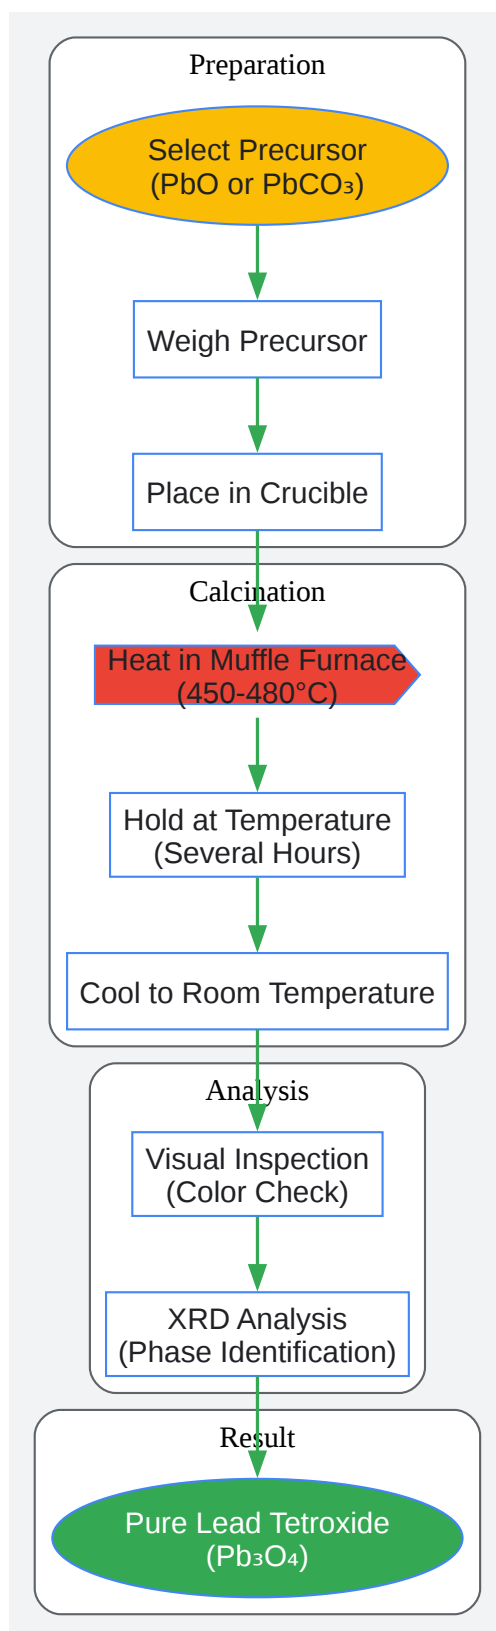 Preparation
Select Precursor
(PbO or PbCO₃)
Weigh Precursor
Place in Crucible
Calcination
Heat in Muffle Furnace
(450-480°C)
Hold at Temperature
(Several Hours)
Cool to Room Temperature
Analysis
Visual Inspection
(Color Check)
XRD Analysis
(Phase Identification)
Result
Pure Lead Tetroxide
(Pb₃O₄)